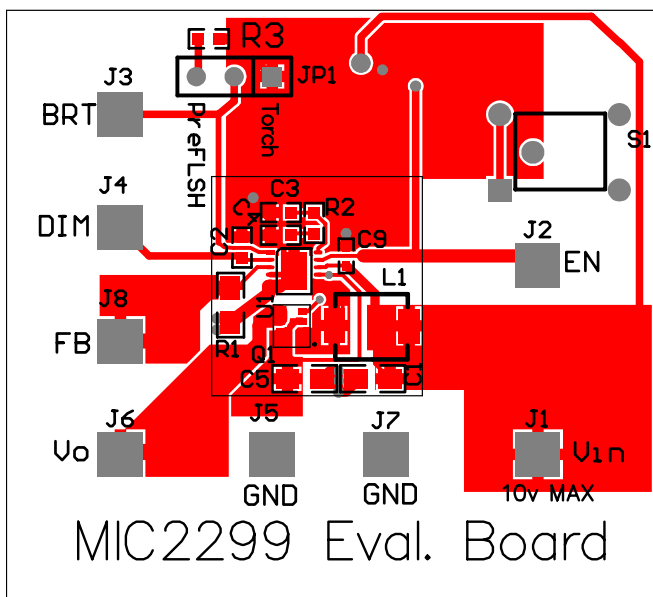 R3
J3
JP1
BRT
PreFLSH
Torch
S1
J4
C3
C4
R2
DIM
C2
C9
J2
EN
L1
J8
U1
FB
R1
Q1
C5
C1
J6
J5
J7
J1
Vo
Vin
GND
GND
10v MAX
MIC2299 Eval. Board